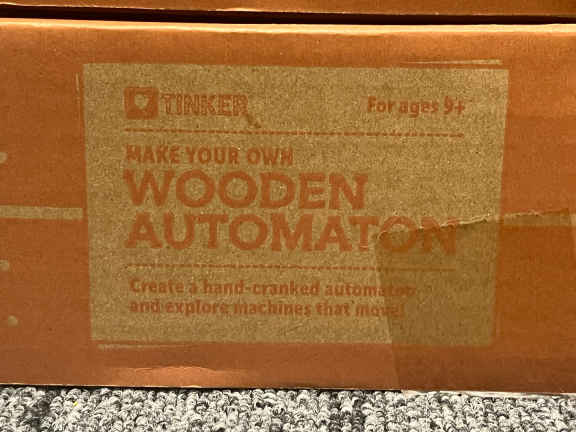 TINKER
For ages 9+
MAKE YOUR OWN
WOODEN
AUTOMATON
Create a hand-cranked automaton
and explore machines that move!